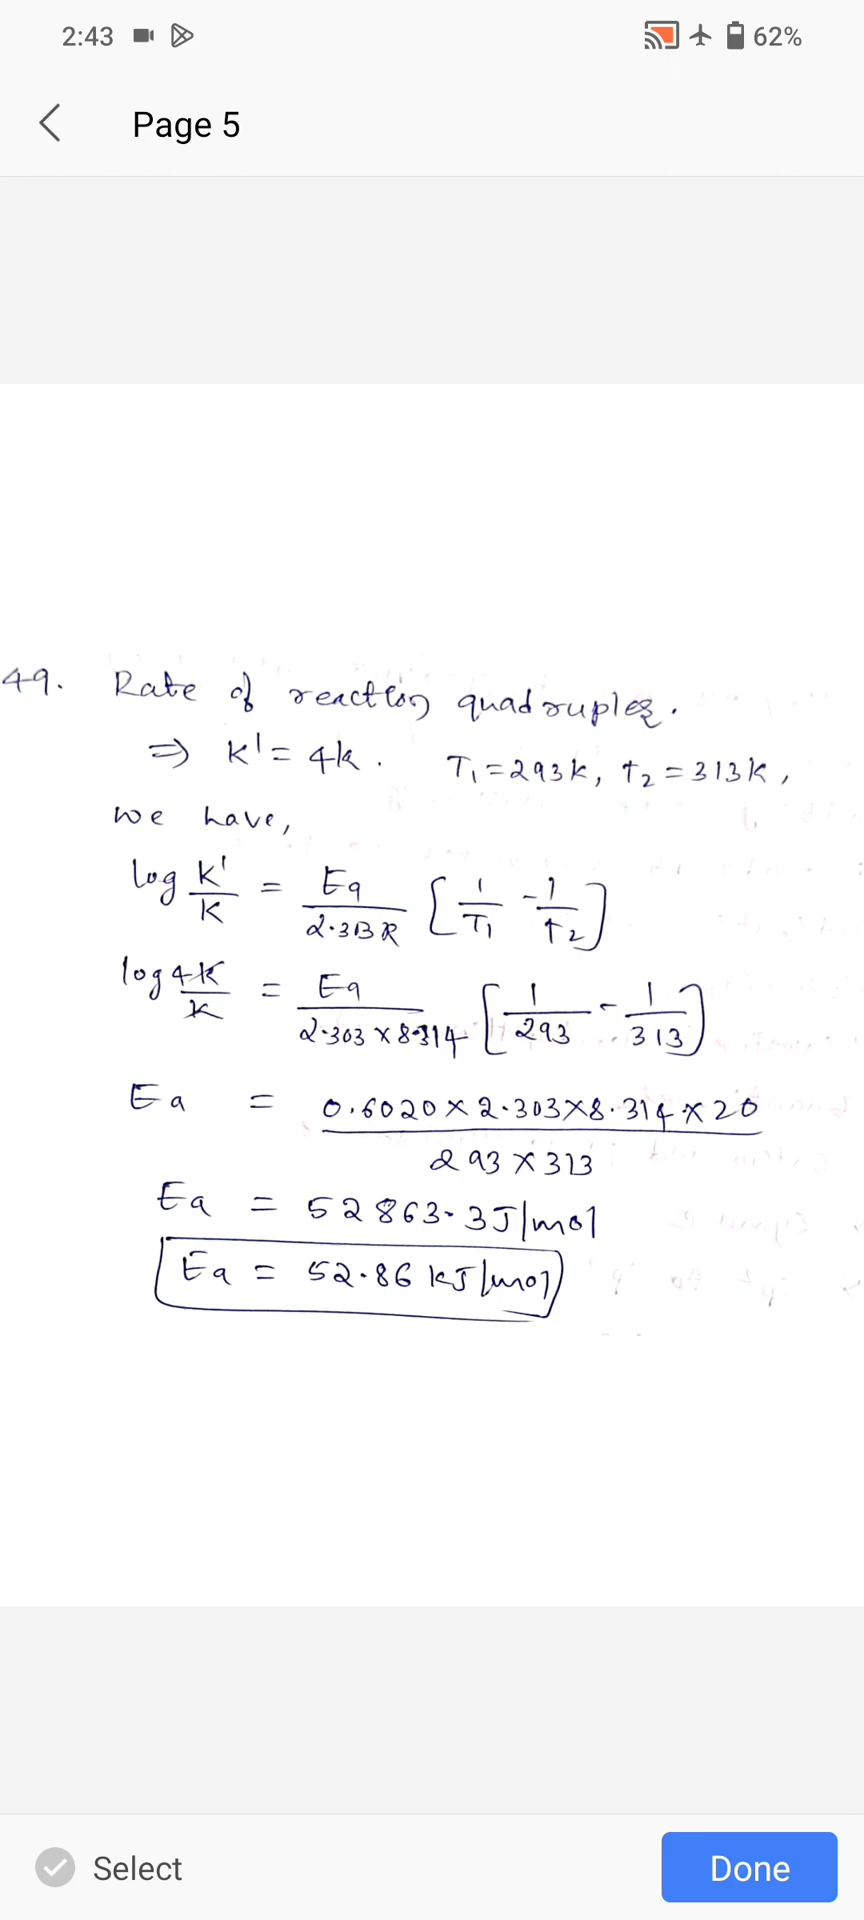 2:43 62%
Page 5
49. Rate of reaction quadruples.
⇒ K' = 4k. T₁ = 293k, t₂ = 313k,
we have,
log K'/K = Ea/2.303R [1/T₁ - 1/t₂]
log 4K/K = Ea/2.303 × 8.314 [1/293 - 1/313]
Ea = 0.6020 × 2.303 × 8.314 × 20/293 × 313
Ea = 52863.3J/mol
Ea = 52.86 kJ/mol
Select Done